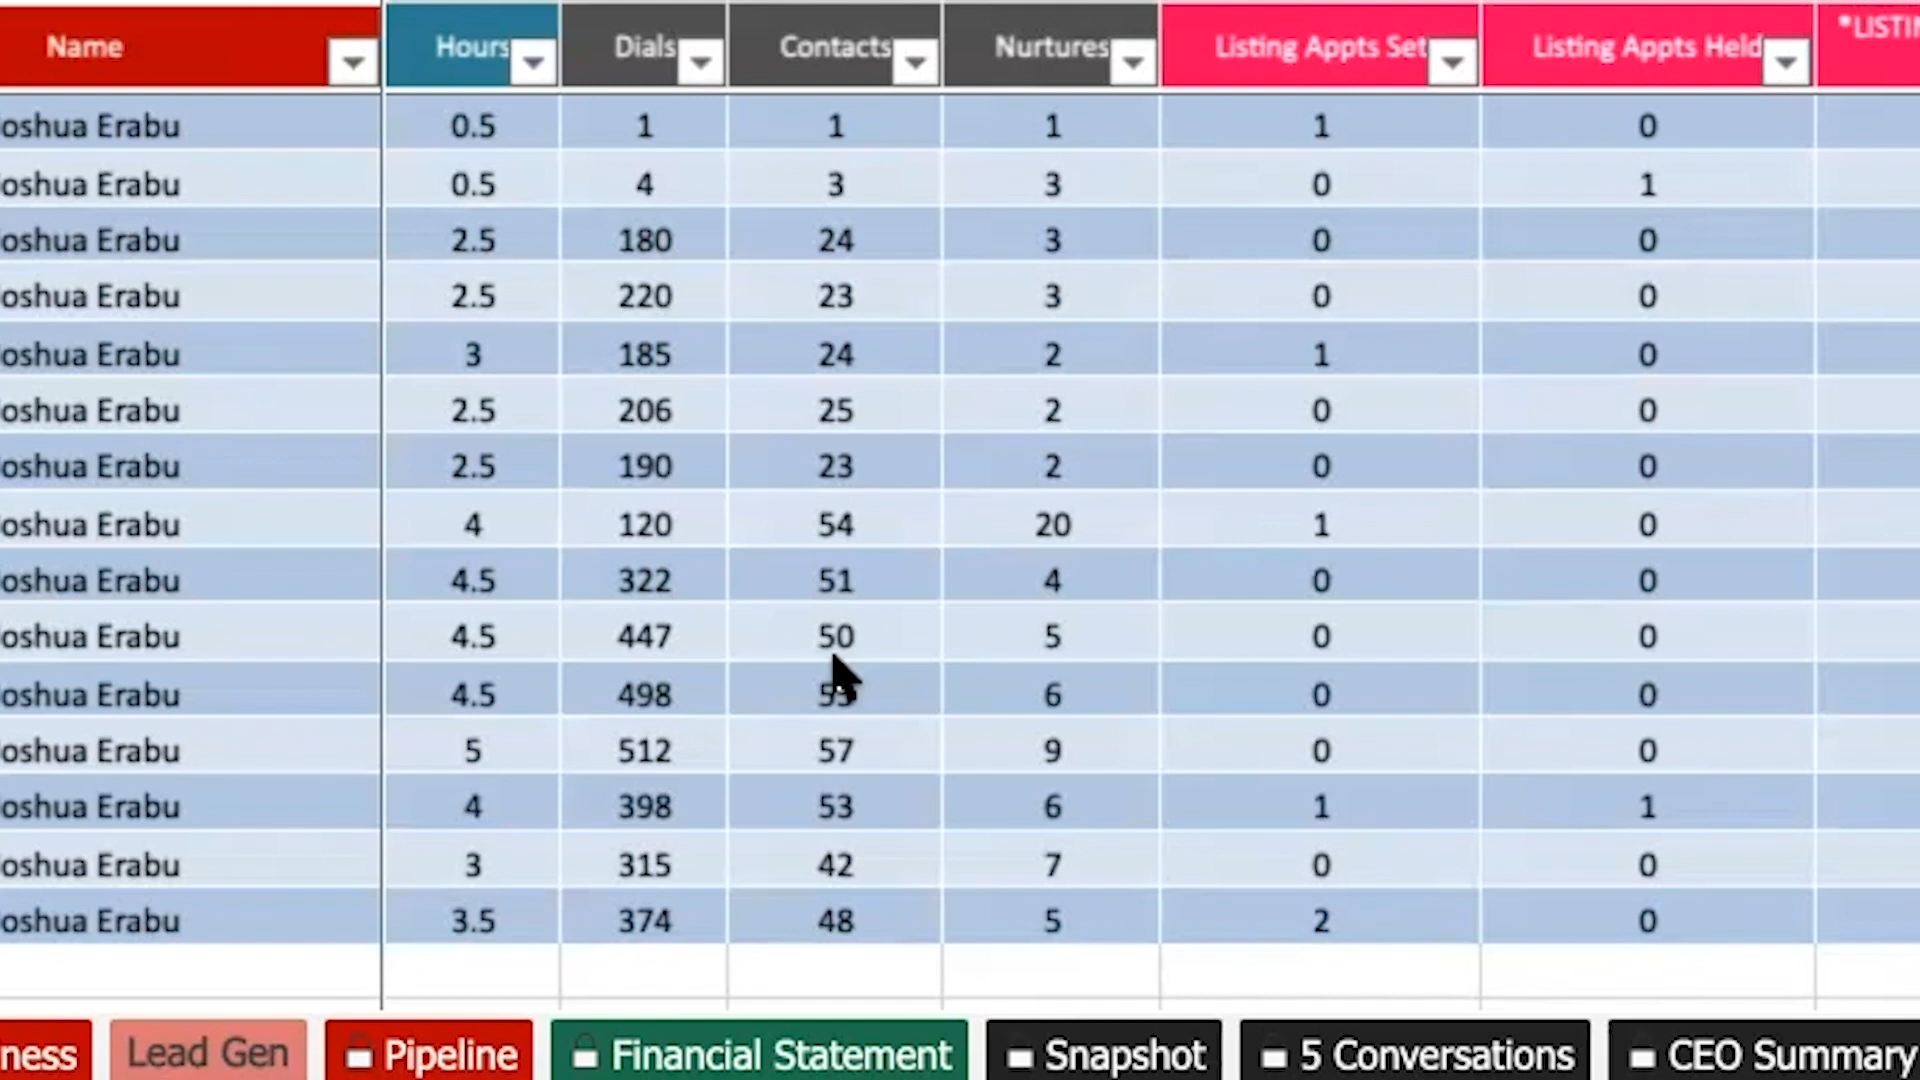 Name Hours Dials Contacts Nurtures Listing Appts Set Listing Appts Held *LISTIN
oshua Erabu 0.5 1 1 1 1 0
oshua Erabu 0.5 4 3 3 0 1
oshua Erabu 2.5 180 24 3 0 0
oshua Erabu 2.5 220 23 3 0 0
oshua Erabu 3 185 24 2 1 0
oshua Erabu 2.5 206 25 2 0 0
oshua Erabu 2.5 190 23 2 0 0
oshua Erabu 4 120 54 20 1 0
oshua Erabu 4.5 322 51 4 0 0
oshua Erabu 4.5 447 50 5 0 0
oshua Erabu 4.5 498 6 0 0
oshua Erabu 5 512 57 9 0 0
oshua Erabu 4 398 53 6 1 1
oshua Erabu 3 315 42 7 0 0
oshua Erabu 3.5 374 48 5 2 0
ness Lead Gen Pipeline Financial Statement Snapshot 5 Conversations CEO Summary